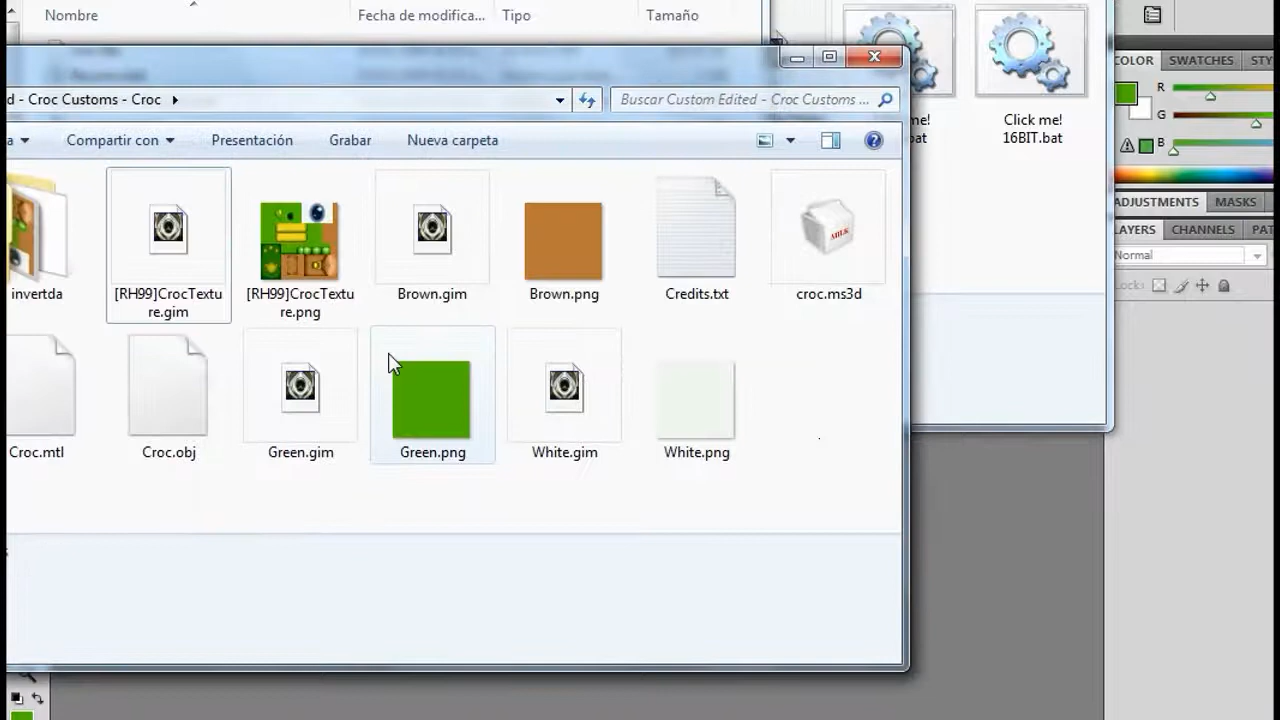 Nombre
Fecha de modifica...
Tipo
Tamaño
d - Croc Customs - Croc
Buscar Custom Edited - Croc Customs ...
Compartir con
Presentación
Grabar
Nueva carpeta
me!
.bat
Click me!
16BIT.bat
COLOR
SWATCHES
STY
R
G
B
ADJUSTMENTS
MASKS
LAYERS
CHANNELS
PAT
Normal
Lock:
invertda
[RH99]CrocTextu
re.gim
[RH99]CrocTextu
re.png
Brown.gim
Brown.png
Credits.txt
MILK
croc.ms3d
Croc.mtl
Croc.obj
Green.gim
Green.png
White.gim
White.png